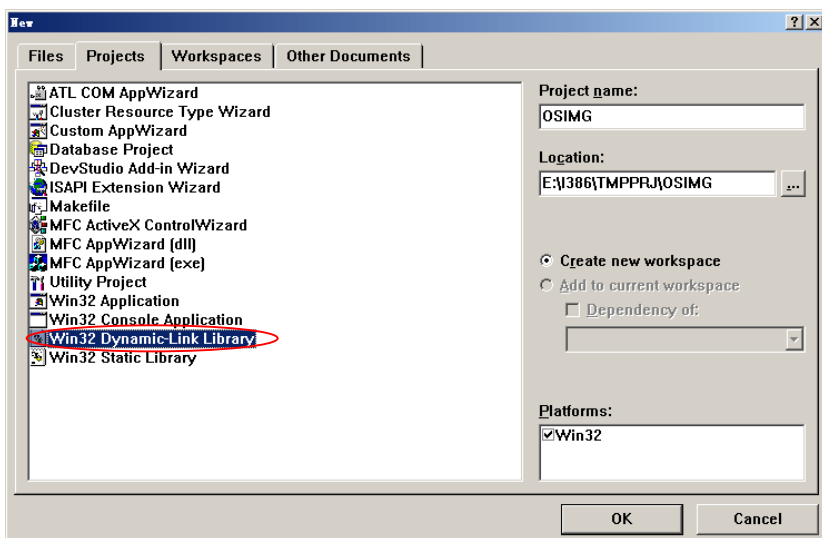 New
Files Projects Workspaces Other Documents
ATL COM AppWizard
Cluster Resource Type Wizard
Custom AppWizard
Database Project
DevStudio Add-in Wizard
ISAPI Extension Wizard
Makefile
MFC ActiveX ControlWizard
MFC AppWizard (dll)
MFC AppWizard (exe)
Utility Project
Win32 Application
Win32 Console Application
Win32 Dynamic-Link Library
Win32 Static Library
Project name:
OSIMG
Location:
E:\I386\TMPPRJ\OSIMG
...
Create new workspace
Add to current workspace
Dependency of:
Platforms:
Win32
OK Cancel